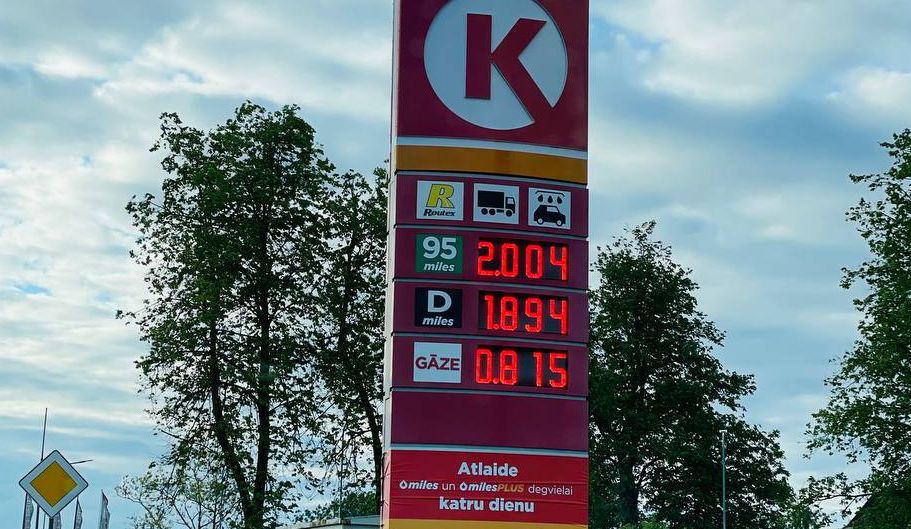 K
R
Routex
95
miles
2.004
D
miles
1.894
GĀZE
0.815
Atlaide
miles un milesPLUS degvielai
katru dienu